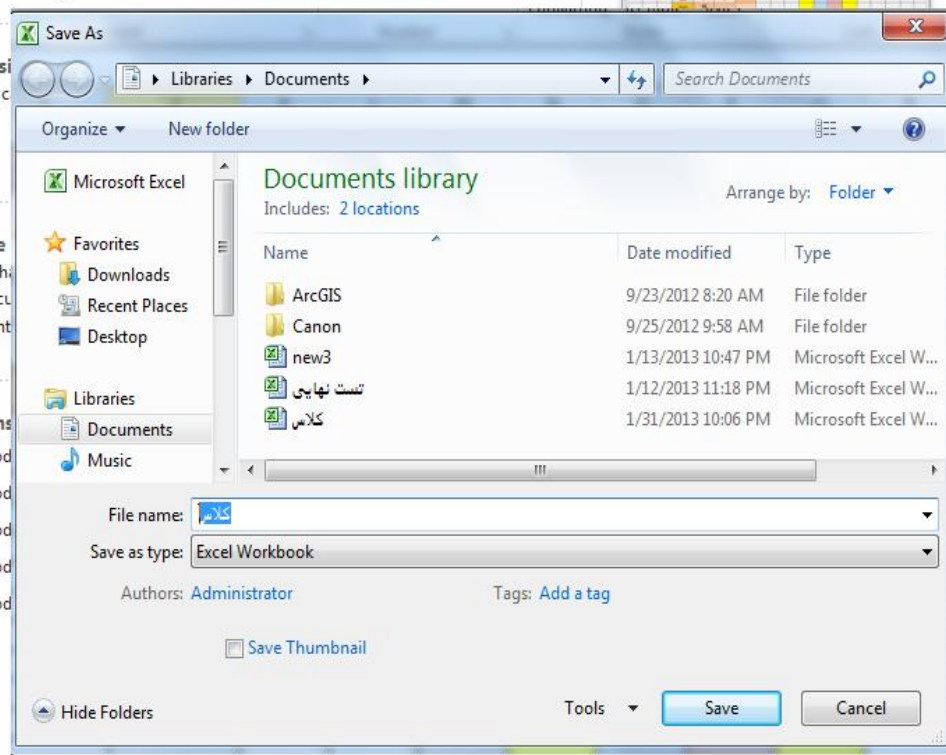 Save As
Libraries Documents
Search Documents
Organize New folder
Microsoft Excel
Favorites
Downloads
Recent Places
Desktop
Libraries
Documents
Music
Documents library
Includes: 2 locations
Arrange by: Folder
Name Date modified Type
ArcGIS 9/23/2012 8:20 AM File folder
Canon 9/25/2012 9:58 AM File folder
new3 1/13/2013 10:47 PM Microsoft Excel W...
تست نهایی 1/12/2013 11:18 PM Microsoft Excel W...
کلاس 1/31/2013 10:06 PM Microsoft Excel W...
File name: کلاس
Save as type: Excel Workbook
Authors: Administrator Tags: Add a tag
Save Thumbnail
Hide Folders Tools Save Cancel